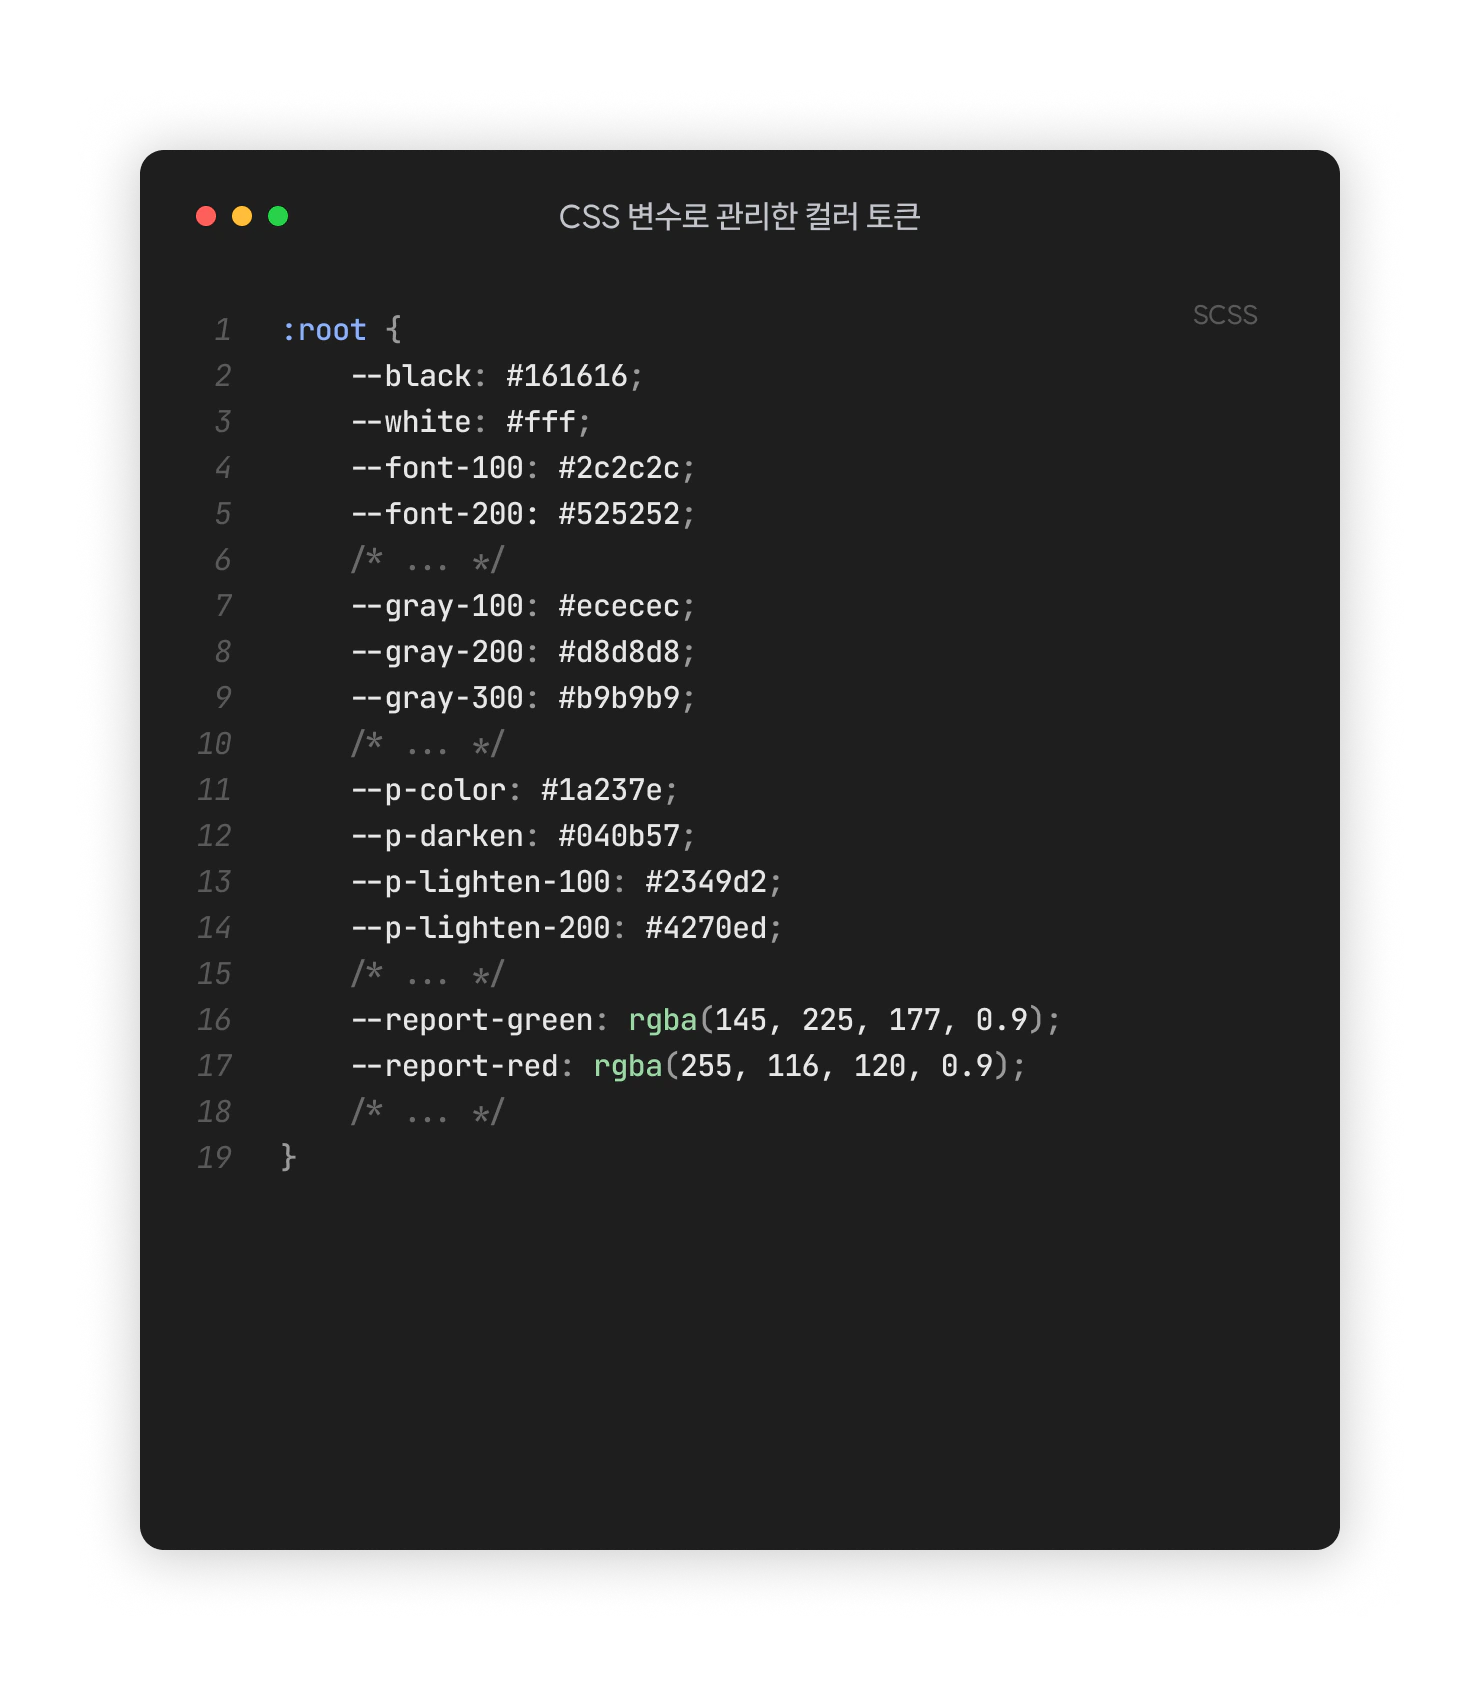 CSS 변수로 관리한 컬러 토큰
SCSS
1 :root {
2     --black: #161616;
3     --white: #fff;
4     --font-100: #2c2c2c;
5     --font-200: #525252;
6     /* ... */
7     --gray-100: #ececec;
8     --gray-200: #d8d8d8;
9     --gray-300: #b9b9b9;
10     /* ... */
11     --p-color: #1a237e;
12     --p-darken: #040b57;
13     --p-lighten-100: #2349d2;
14     --p-lighten-200: #4270ed;
15     /* ... */
16     --report-green: rgba(145, 225, 177, 0.9);
17     --report-red: rgba(255, 116, 120, 0.9);
18     /* ... */
19 }